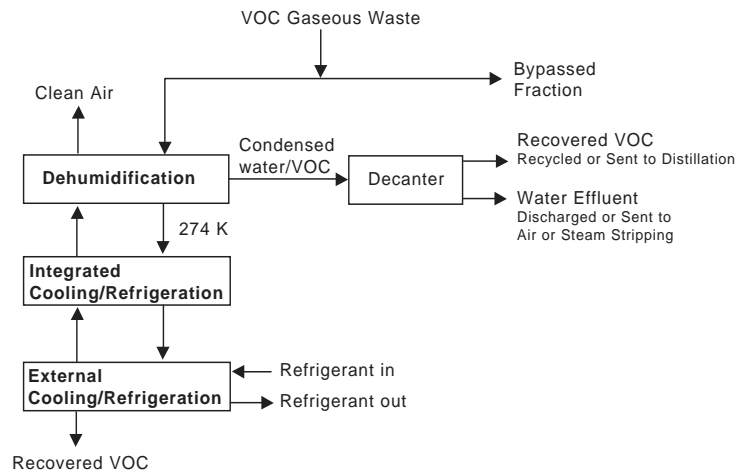 VOC Gaseous Waste
Bypassed
Fraction
Clean Air
Condensed
water/VOC
Recovered VOC
Recycled or Sent to Distillation
Dehumidification
Decanter
Water Effluent
Discharged or Sent to
Air or Steam Stripping
274 K
Integrated
Cooling/Refrigeration
External
Cooling/Refrigeration
Refrigerant in
Refrigerant out
Recovered VOC